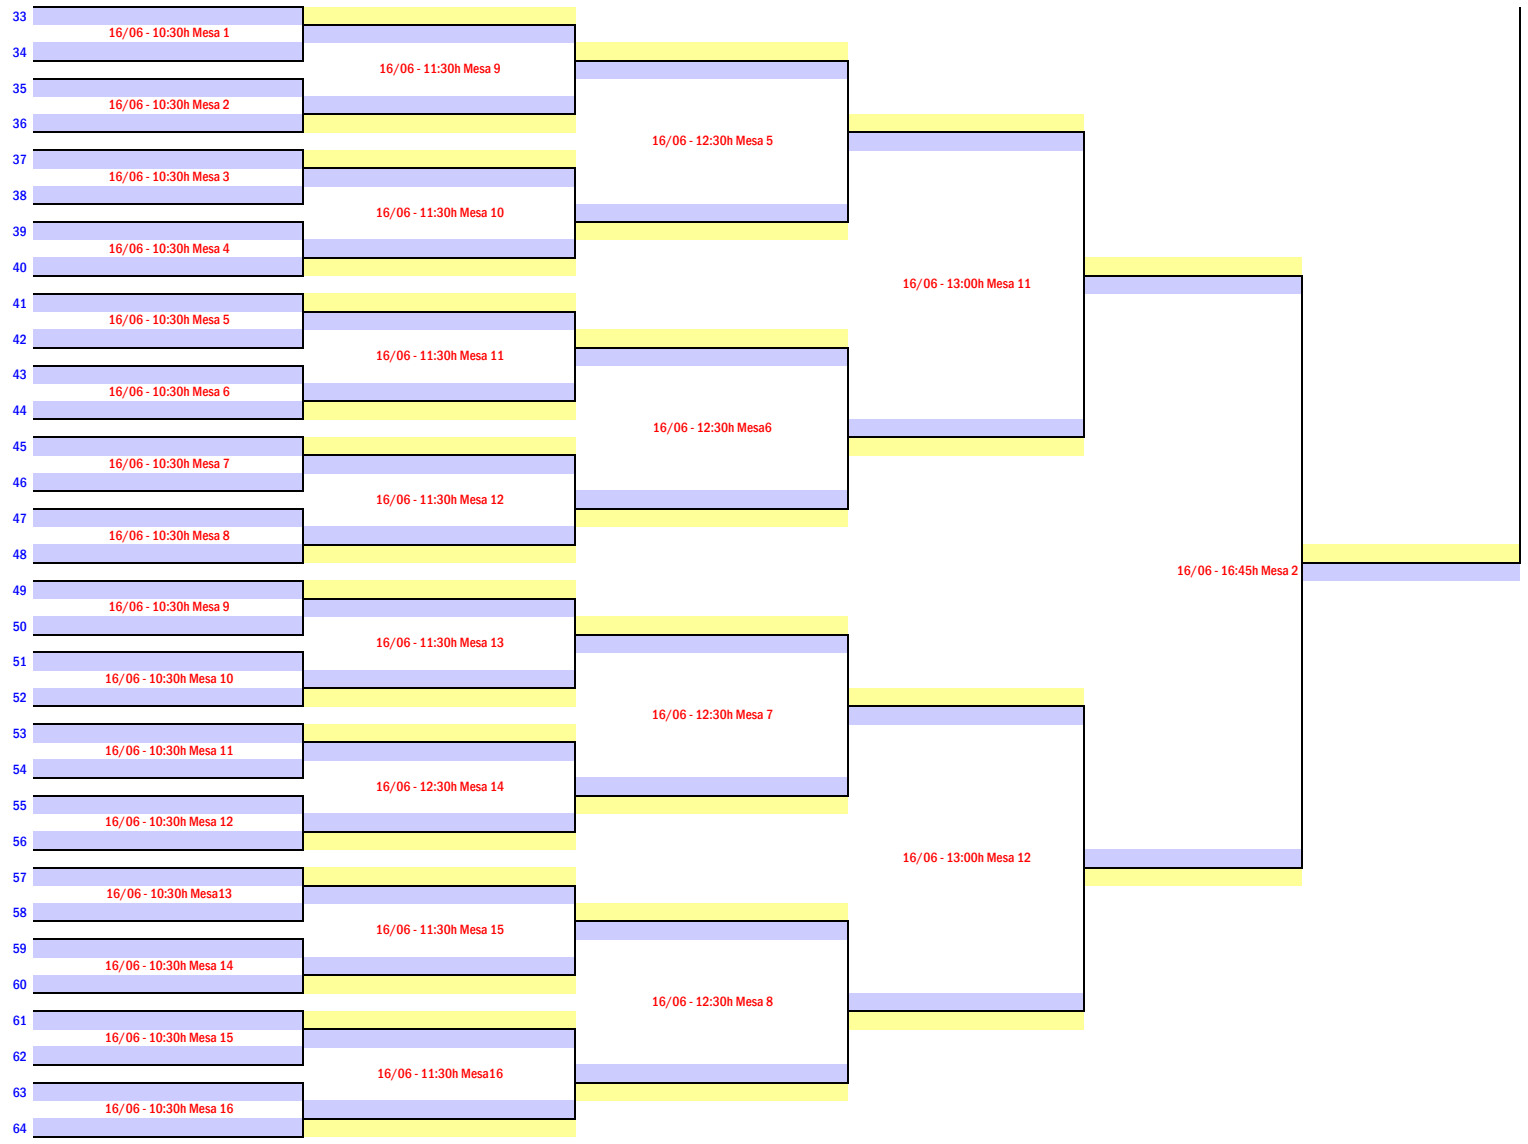 33
16/06 - 10:30h Mesa 1
34
16/06 - 11:30h Mesa 9
35
16/06 - 10:30h Mesa 2
36
16/06 - 12:30h Mesa 5
37
16/06 - 10:30h Mesa 3
38
16/06 - 11:30h Mesa 10
39
16/06 - 10:30h Mesa 4
40
16/06 - 13:00h Mesa 11
41
16/06 - 10:30h Mesa 5
42
16/06 - 11:30h Mesa 11
43
16/06 - 10:30h Mesa 6
44
16/06 - 12:30h Mesa6
45
16/06 - 10:30h Mesa 7
46
16/06 - 11:30h Mesa 12
47
16/06 - 10:30h Mesa 8
48
16/06 - 16:45h Mesa 2
49
16/06 - 10:30h Mesa 9
50
16/06 - 11:30h Mesa 13
51
16/06 - 10:30h Mesa 10
52
16/06 - 12:30h Mesa 7
53
16/06 - 10:30h Mesa 11
54
16/06 - 12:30h Mesa 14
55
16/06 - 10:30h Mesa 12
56
16/06 - 13:00h Mesa 12
57
16/06 - 10:30h Mesa13
58
16/06 - 11:30h Mesa 15
59
16/06 - 10:30h Mesa 14
60
16/06 - 12:30h Mesa 8
61
16/06 - 10:30h Mesa 15
62
16/06 - 11:30h Mesa16
63
16/06 - 10:30h Mesa 16
64